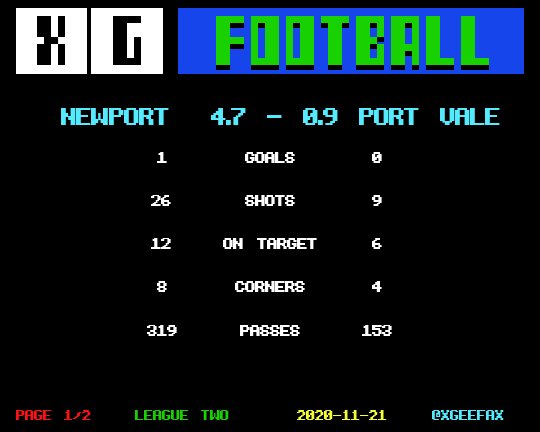 XG FOOTBALL
NEWPORT 4.7 - 0.9 PORT VALE
1 GOALS 0
26 SHOTS 9
12 ON TARGET 6
8 CORNERS 4
319 PASSES 153
PAGE 1/2 LEAGUE TWO 2020-11-21 @XGEEFAX